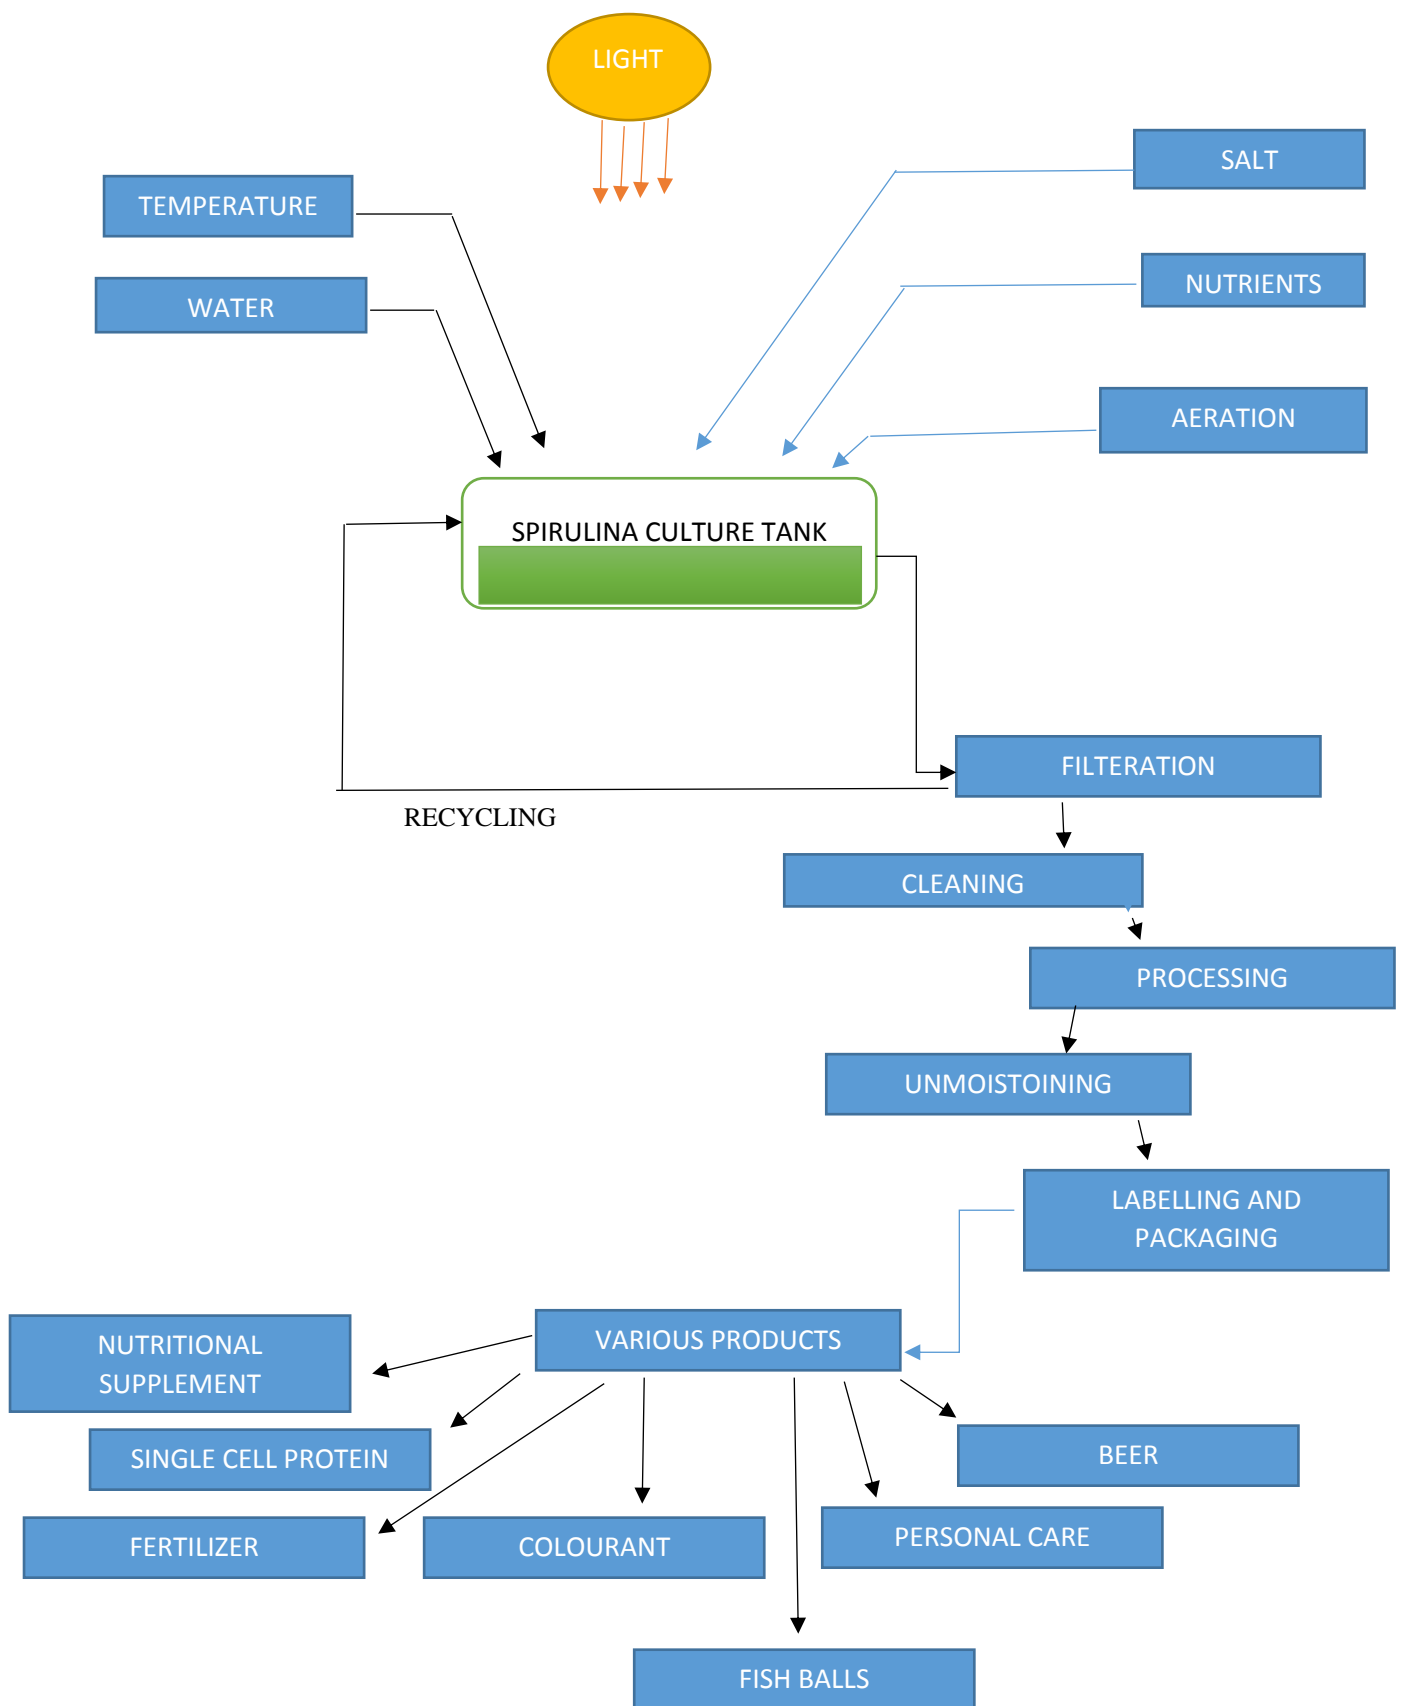 LIGHT
SALT
TEMPERATURE
NUTRIENTS
WATER
AERATION
SPIRULINA CULTURE TANK
FILTERATION
RECYCLING
CLEANING
PROCESSING
UNMOISTOINING
LABELLING AND
PACKAGING
VARIOUS PRODUCTS
NUTRITIONAL
SUPPLEMENT
SINGLE CELL PROTEIN
BEER
FERTILIZER
COLOURANT
PERSONAL CARE
FISH BALLS